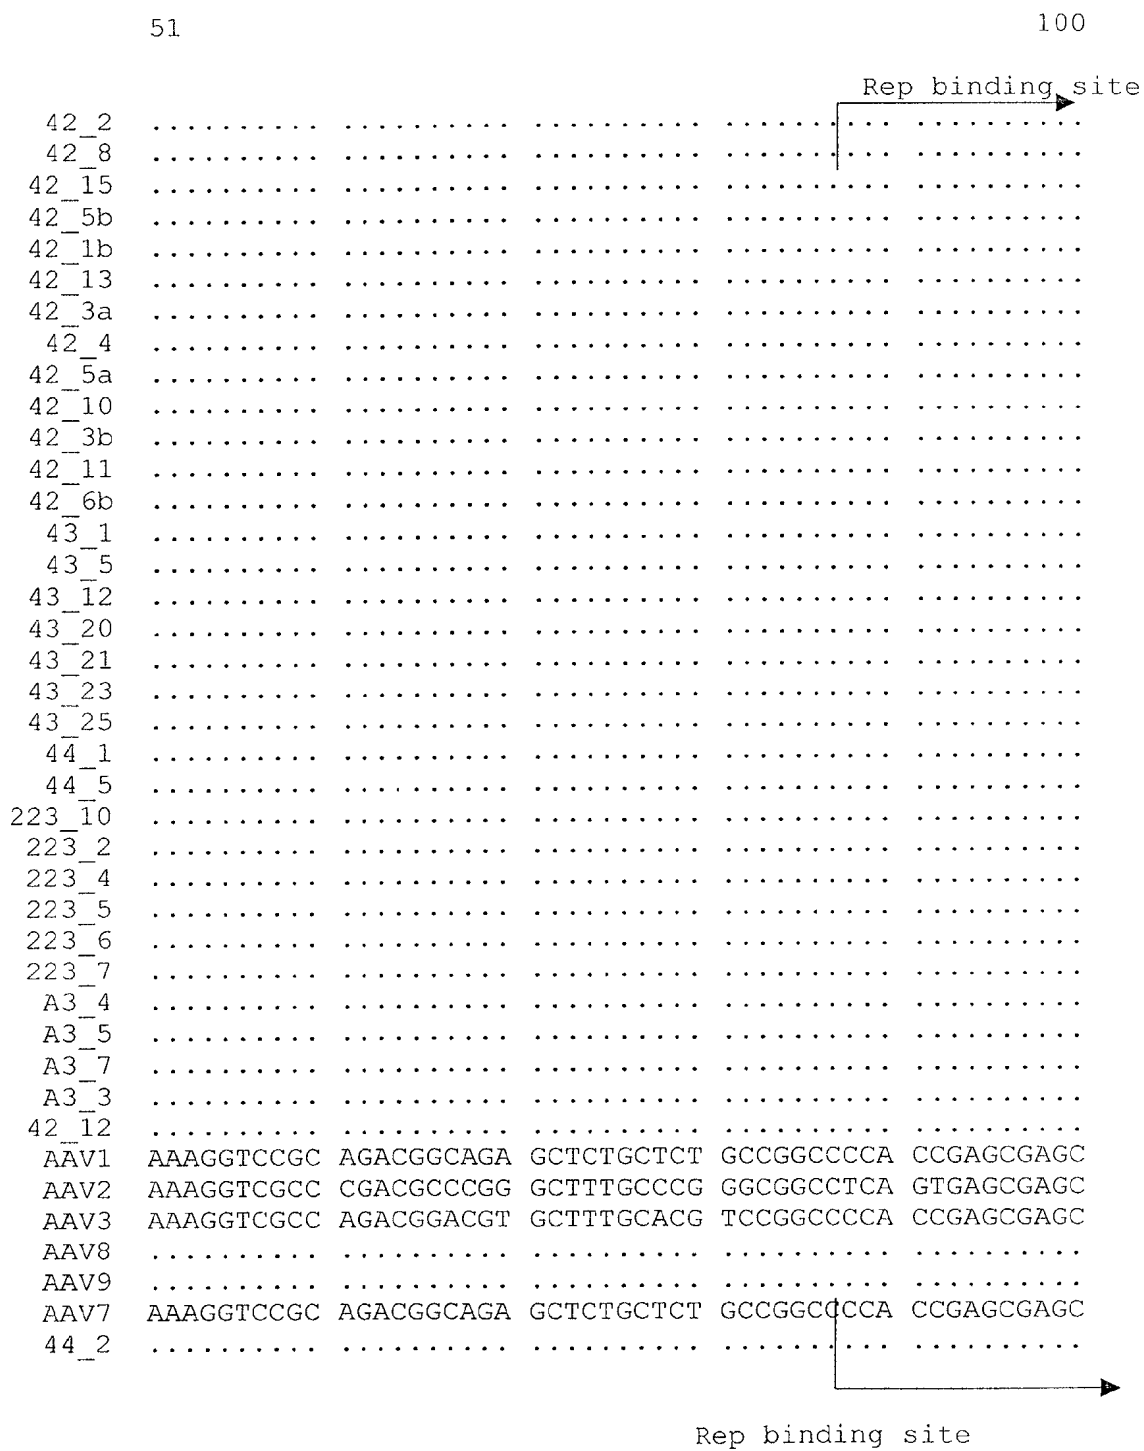 51 100
Rep binding site
42_2 .......... .......... .......... .......... ..........
42_8 .......... .......... .......... .......... ..........
42_15 .......... .......... .......... .......... ..........
42_5b .......... .......... .......... .......... ..........
42_1b .......... .......... .......... .......... ..........
42_13 .......... .......... .......... .......... ..........
42_3a .......... .......... .......... .......... ..........
42_4 .......... .......... .......... .......... ..........
42_5a .......... .......... .......... .......... ..........
42_10 .......... .......... .......... .......... ..........
42_3b .......... .......... .......... .......... ..........
42_11 .......... .......... .......... .......... ..........
42_6b .......... .......... .......... .......... ..........
43_1 .......... .......... .......... .......... ..........
43_5 .......... .......... .......... .......... ..........
43_12 .......... .......... .......... .......... ..........
43_20 .......... .......... .......... .......... ..........
43_21 .......... .......... .......... .......... ..........
43_23 .......... .......... .......... .......... ..........
43_25 .......... .......... .......... .......... ..........
44_1 .......... .......... .......... .......... ..........
44_5 .......... .......... .......... .......... ..........
223_10 .......... .......... .......... .......... ..........
223_2 .......... .......... .......... .......... ..........
223_4 .......... .......... .......... .......... ..........
223_5 .......... .......... .......... .......... ..........
223_6 .......... .......... .......... .......... ..........
223_7 .......... .......... .......... .......... ..........
A3_4 .......... .......... .......... .......... ..........
A3_5 .......... .......... .......... .......... ..........
A3_7 .......... .......... .......... .......... ..........
A3_3 .......... .......... .......... .......... ..........
42_12 .......... .......... .......... .......... ..........
AAV1 AAAGGTCCGC AGACGGCAGA GCTCTGCTCT GCCGGCCCCA CCGAGCGAGC
AAV2 AAAGGTCGCC CGACGCCCGG GCTTTGCCCG GGCGGCCTCA GTGAGCGAGC
AAV3 AAAGGTCGCC AGACGGACGT GCTTTGCACG TCCGGCCCCA CCGAGCGAGC
AAV8 .......... .......... .......... .......... ..........
AAV9 .......... .......... .......... .......... ..........
AAV7 AAAGGTCCGC AGACGGCAGA GCTCTGCTCT GCCGGCCCCA CCGAGCGAGC
44_2 .......... .......... .......... .......... ..........
Rep binding site